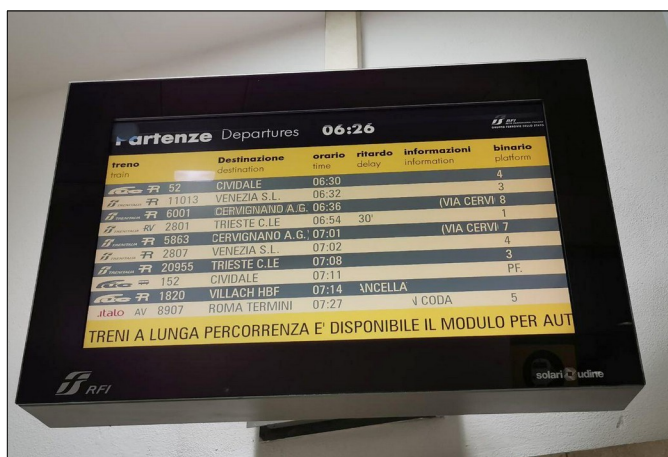 Partenze Departures 06:26
RFI
treno Destinazione orario ritardo informazioni binario
train destination time delay information platform
R 52 CIVIDALE 06:30 4
R 11013 VENEZIA S.L. 06:32 3
R 6001 CERVIGNANO A.G. 06:36 (VIA CERVI 8
RV 2801 TRIESTE C.LE 06:54 30' 1
R 5863 CERVIGNANO A.G. 07:01 (VIA CERVI 7
R 2807 VENEZIA S.L. 07:02 4
R 20955 TRIESTE C.LE 07:08 3
152 CIVIDALE 07:11 PF.
R 1820 VILLACH HBF 07:14 ANCELLA
italo AV 8907 ROMA TERMINI 07:27 N CODA 5
TRENI A LUNGA PERCORRENZA E' DISPONIBILE IL MODULO PER AUT
RFI
solari udine